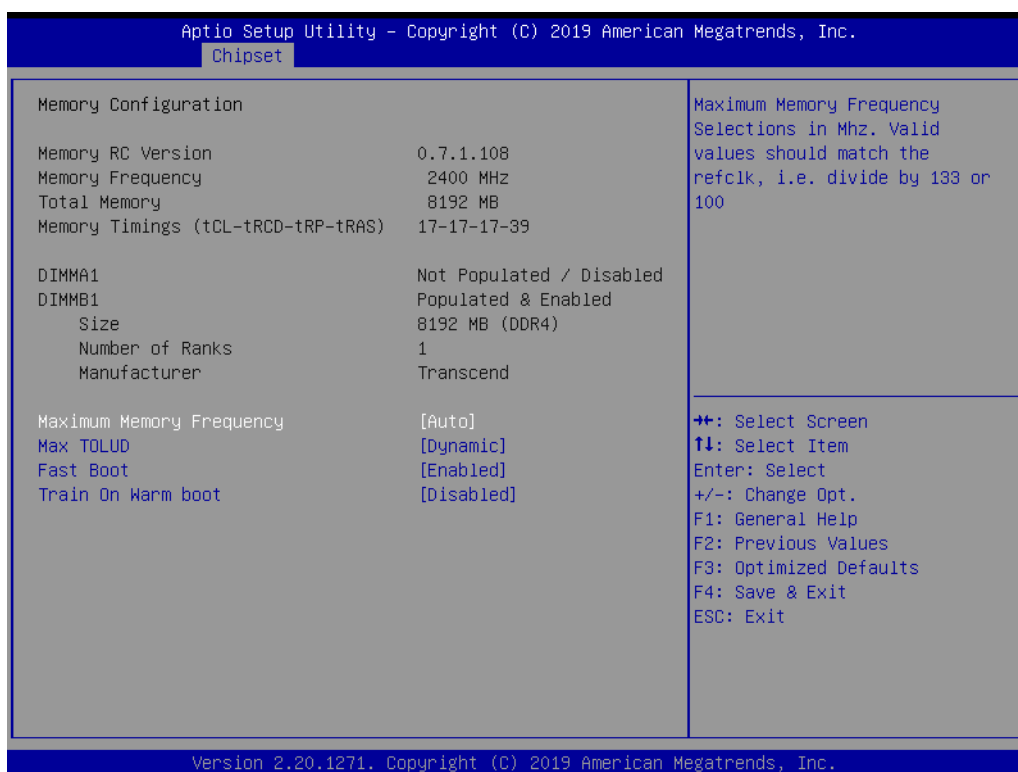 Aptio Setup Utility – Copyright (C) 2019 American Megatrends, Inc.
Chipset
Memory Configuration
Memory RC Version 0.7.1.108
Memory Frequency 2400 MHz
Total Memory 8192 MB
Memory Timings (tCL-tRCD-tRP-tRAS) 17-17-17-39
DIMMA1 Not Populated / Disabled
DIMMB1 Populated & Enabled
Size 8192 MB (DDR4)
Number of Ranks 1
Manufacturer Transcend
Maximum Memory Frequency [Auto]
Max TOLUD [Dynamic]
Fast Boot [Enabled]
Train On Warm boot [Disabled]
Maximum Memory Frequency
Selections in Mhz. Valid
values should match the
refclk, i.e. divide by 133 or
100
→←: Select Screen
↑↓: Select Item
Enter: Select
+/-: Change Opt.
F1: General Help
F2: Previous Values
F3: Optimized Defaults
F4: Save & Exit
ESC: Exit
Version 2.20.1271. Copyright (C) 2019 American Megatrends, Inc.